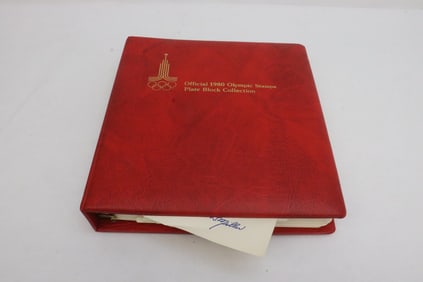 Official 1980 Olympic Stamps
Plate Block Collection